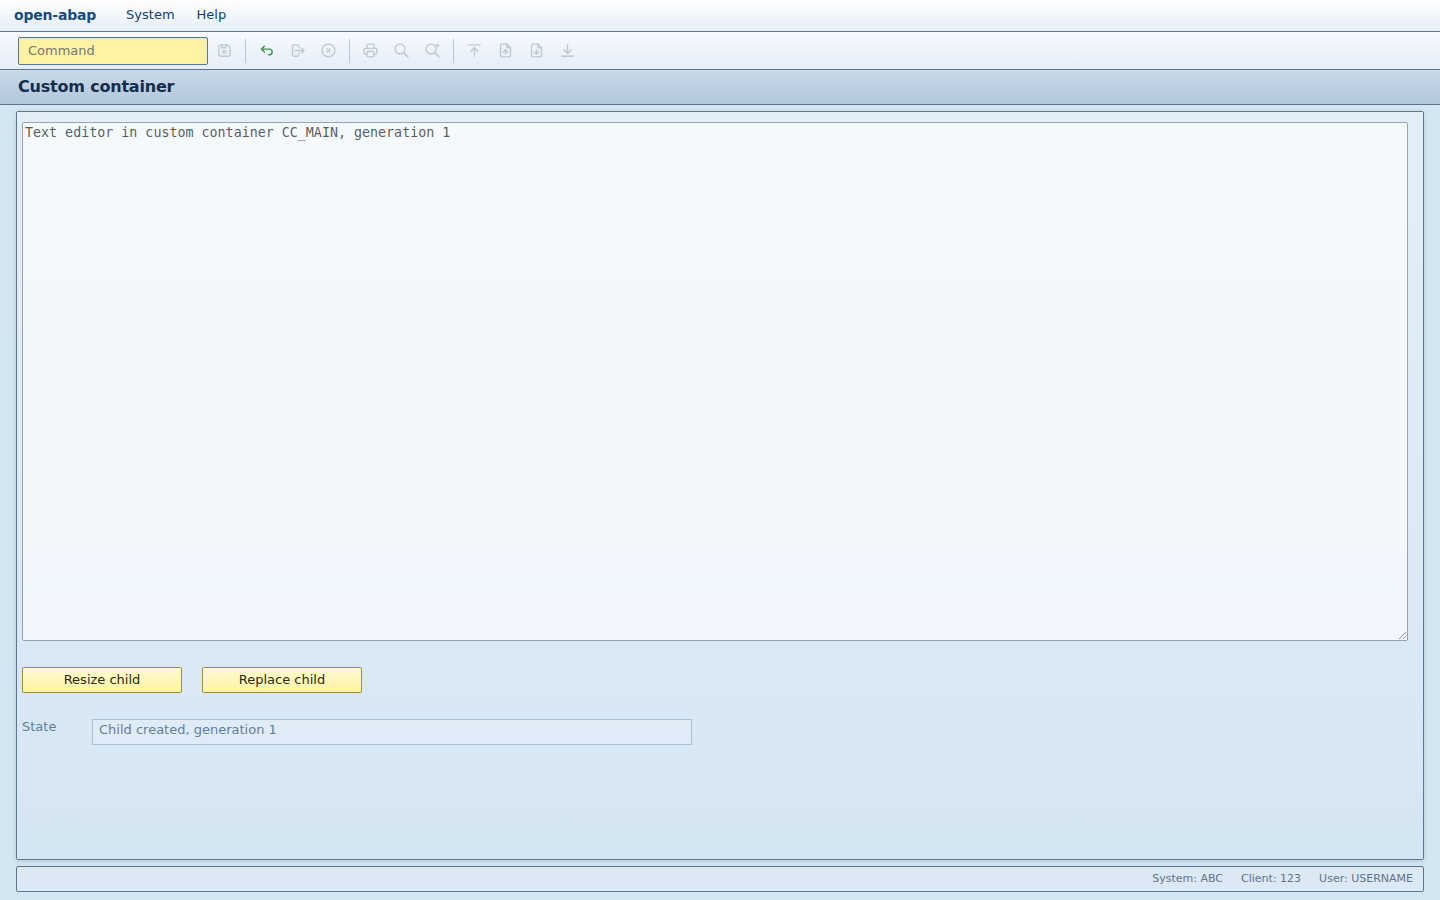 open-abap System Help
Command
Custom container
Text editor in custom container CC_MAIN, generation 1
Resize child Replace child
State Child created, generation 1
System: ABC Client: 123 User: USERNAME